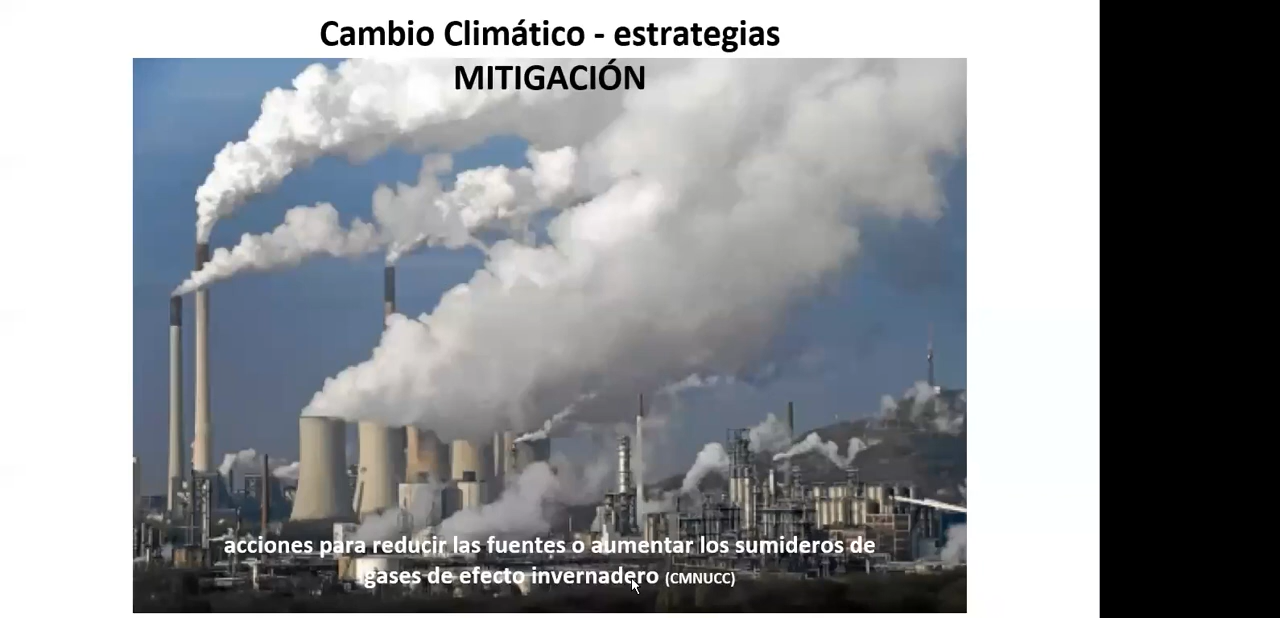 Cambio Climático - estrategias
MITIGACIÓN
acciones para reducir las fuentes o aumentar los sumideros de
gases de efecto invernadero (CMNUCC)